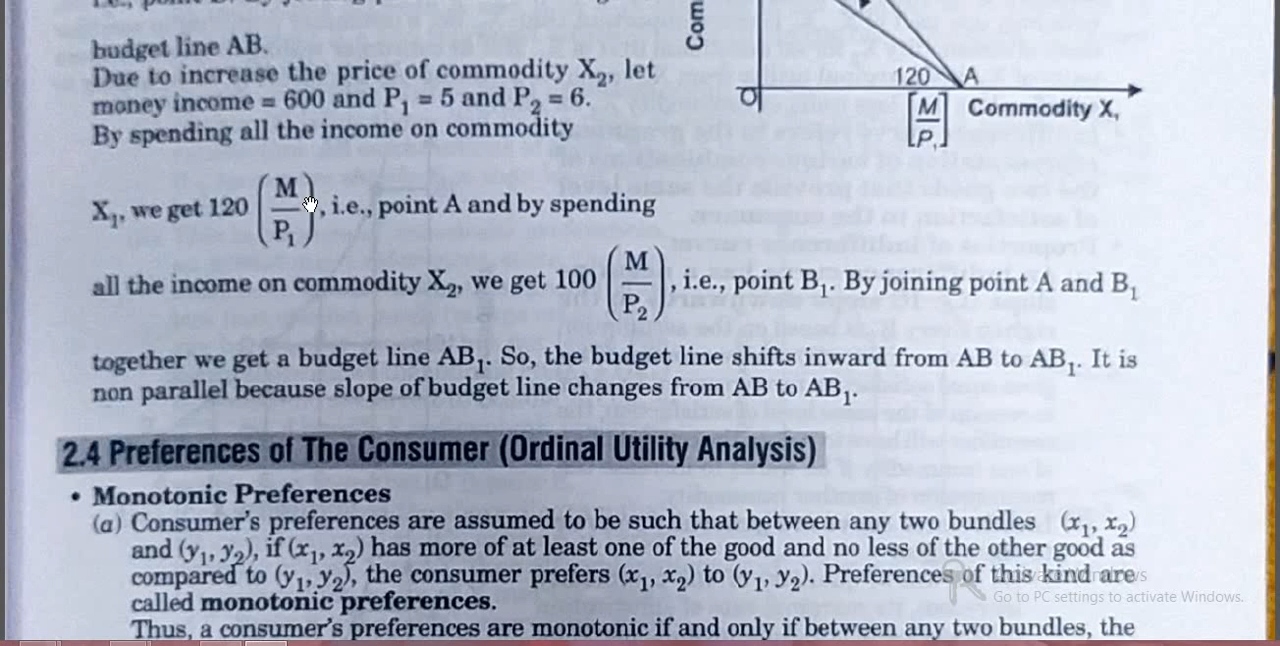 budget line AB.
Due to increase the price of commodity X₂, let
money income = 600 and P₁ = 5 and P₂ = 6.
By spending all the income on commodity
X₁, we get 120 (M/P₁), i.e., point A and by spending
all the income on commodity X₂, we get 100 (M/P₂), i.e., point B₁. By joining point A and B₁
together we get a budget line AB₁. So, the budget line shifts inward from AB to AB₁. It is
non parallel because slope of budget line changes from AB to AB₁.
Com
O
120 A
[M/P₁] Commodity X₁
2.4 Preferences of The Consumer (Ordinal Utility Analysis)
• Monotonic Preferences
(a) Consumer's preferences are assumed to be such that between any two bundles (x₁, x₂)
and (y₁, y₂), if (x₁, x₂) has more of at least one of the good and no less of the other good as
compared to (y₁, y₂), the consumer prefers (x₁, x₂) to (y₁, y₂). Preferences of this kind are
called monotonic preferences.
Thus, a consumer's preferences are monotonic if and only if between any two bundles, the
Activate Windows
Go to PC settings to activate Windows.